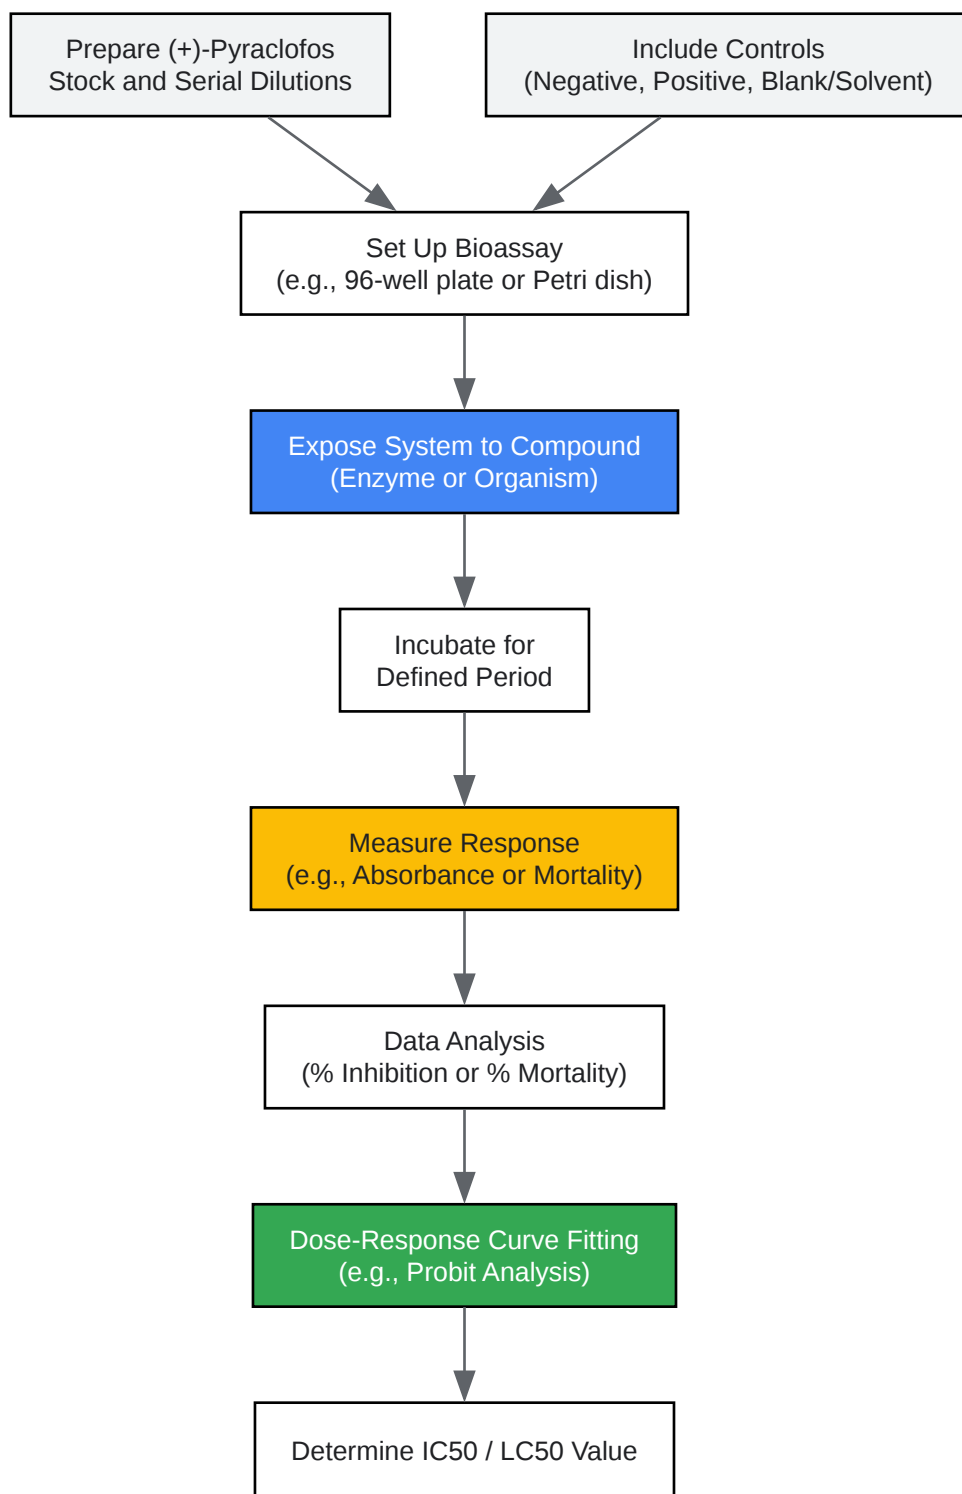 Prepare (+)-Pyraclofos
Stock and Serial Dilutions
Include Controls
(Negative, Positive, Blank/Solvent)
Set Up Bioassay
(e.g., 96-well plate or Petri dish)
Expose System to Compound
(Enzyme or Organism)
Incubate for
Defined Period
Measure Response
(e.g., Absorbance or Mortality)
Data Analysis
(% Inhibition or % Mortality)
Dose-Response Curve Fitting
(e.g., Probit Analysis)
Determine IC50 / LC50 Value